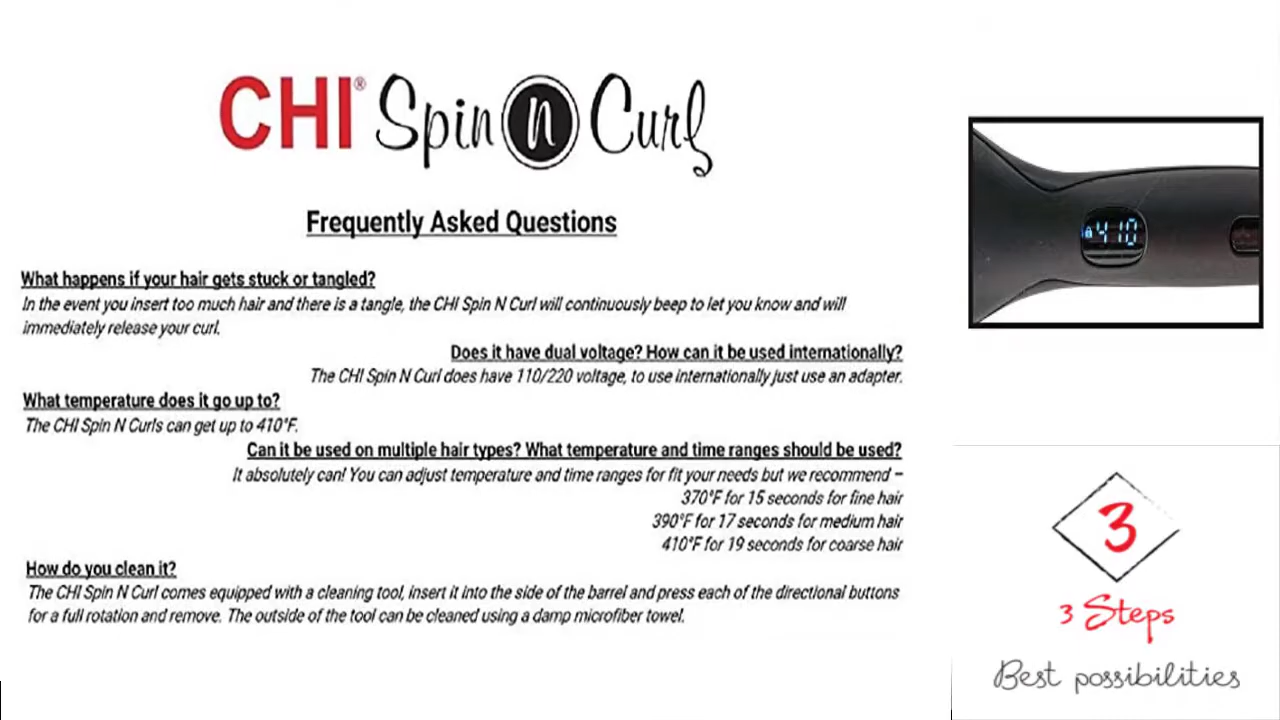 CHI® Spin n Curl
Frequently Asked Questions
What happens if your hair gets stuck or tangled?
In the event you insert too much hair and there is a tangle, the CHI Spin N Curl will continuously beep to let you know and will
immediately release your curl.
Does it have dual voltage? How can it be used internationally?
The CHI Spin N Curl does have 110/220 voltage, to use internationally just use an adapter.
What temperature does it go up to?
The CHI Spin N Curls can get up to 410°F.
Can it be used on multiple hair types? What temperature and time ranges should be used?
It absolutely can! You can adjust temperature and time ranges for fit your needs but we recommend –
370°F for 15 seconds for fine hair
390°F for 17 seconds for medium hair
410°F for 19 seconds for coarse hair
How do you clean it?
The CHI Spin N Curl comes equipped with a cleaning tool, insert it into the side of the barrel and press each of the directional buttons
for a full rotation and remove. The outside of the tool can be cleaned using a damp microfiber towel.
410
3
3 Steps
Best possibilities